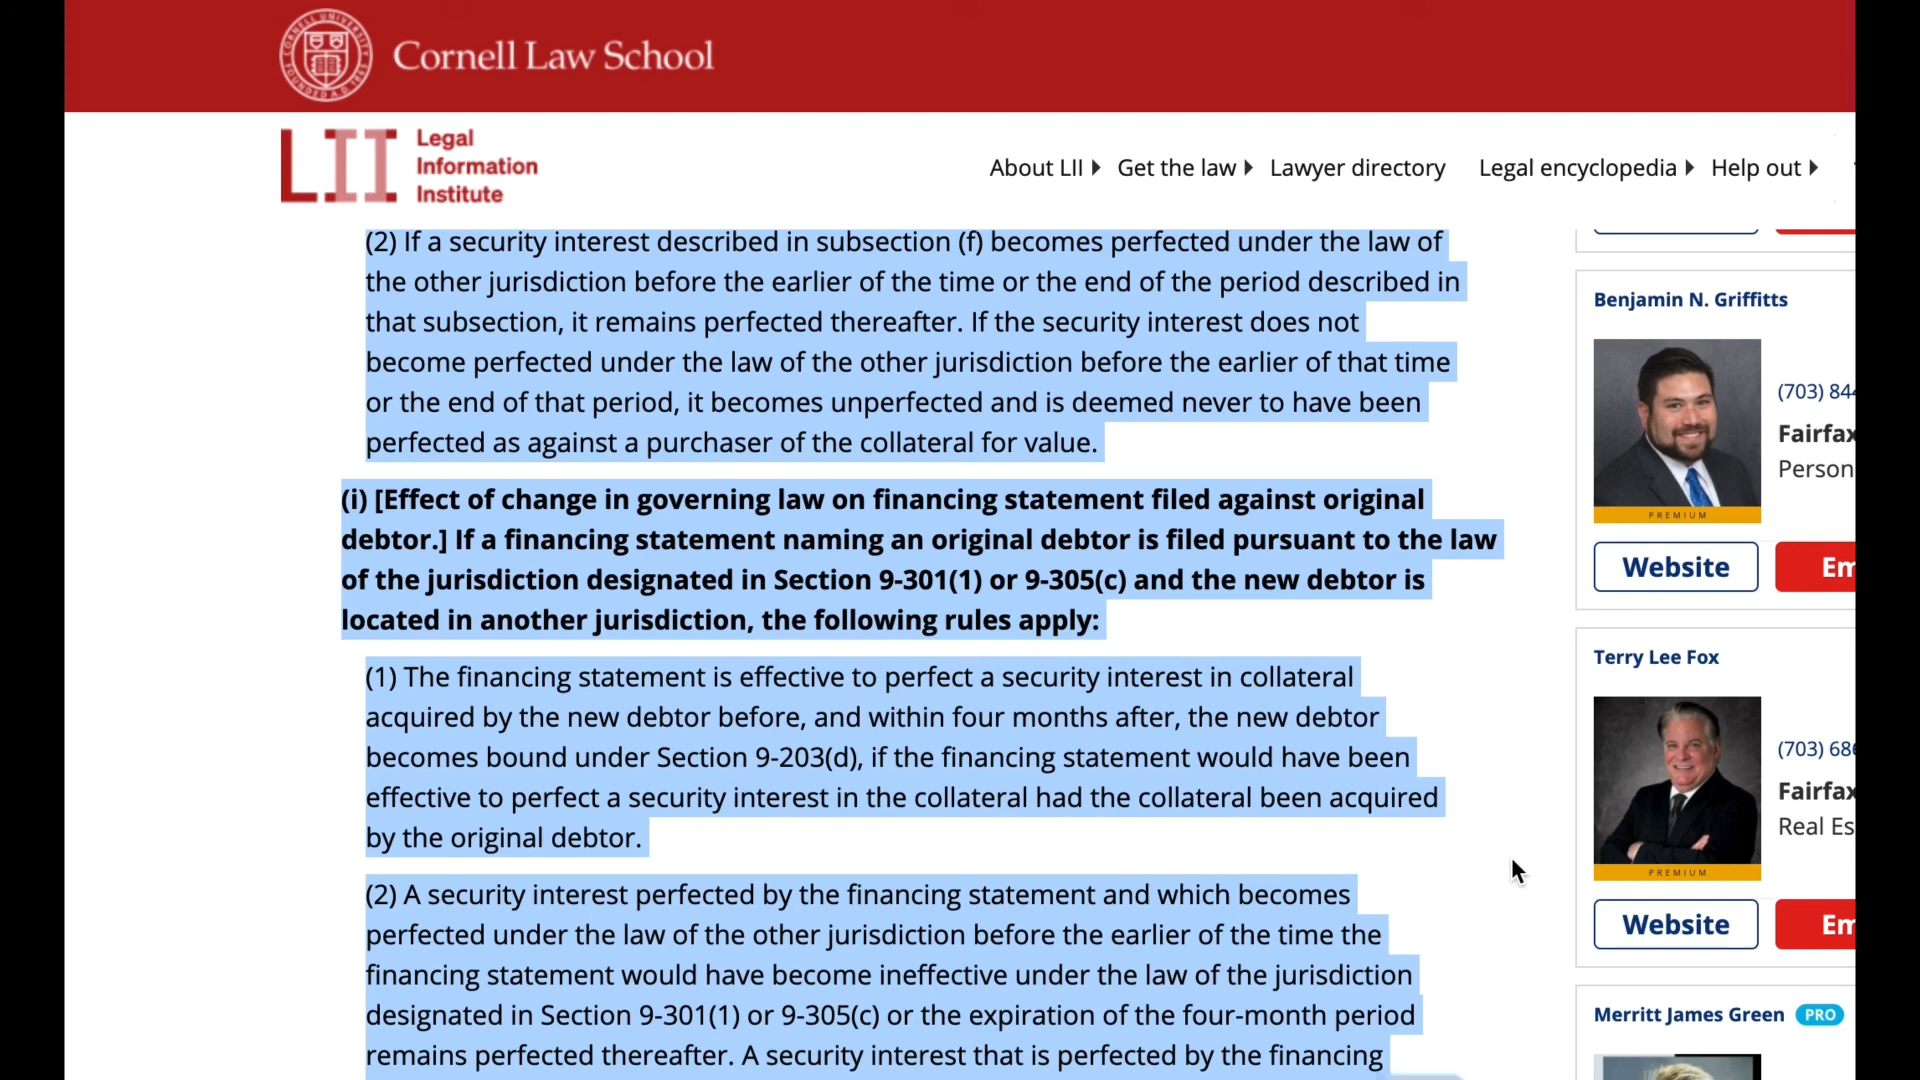 Cornell Law School
LII Legal
Information
Institute
About LII
Get the law
Lawyer directory
Legal encyclopedia
Help out
(2) If a security interest described in subsection (f) becomes perfected under the law of
the other jurisdiction before the earlier of the time or the end of the period described in
that subsection, it remains perfected thereafter. If the security interest does not
become perfected under the law of the other jurisdiction before the earlier of that time
or the end of that period, it becomes unperfected and is deemed never to have been
perfected as against a purchaser of the collateral for value.
(i) [Effect of change in governing law on financing statement filed against original
debtor.] If a financing statement naming an original debtor is filed pursuant to the law
of the jurisdiction designated in Section 9-301(1) or 9-305(c) and the new debtor is
located in another jurisdiction, the following rules apply:
(1) The financing statement is effective to perfect a security interest in collateral
acquired by the new debtor before, and within four months after, the new debtor
becomes bound under Section 9-203(d), if the financing statement would have been
effective to perfect a security interest in the collateral had the collateral been acquired
by the original debtor.
(2) A security interest perfected by the financing statement and which becomes
perfected under the law of the other jurisdiction before the earlier of the time the
financing statement would have become ineffective under the law of the jurisdiction
designated in Section 9-301(1) or 9-305(c) or the expiration of the four-month period
remains perfected thereafter. A security interest that is perfected by the financing
Benjamin N. Griffitts
(703) 84
Fairfax
Person
PREMIUM
Website
Em
Terry Lee Fox
(703) 68
Fairfax
Real Es
PREMIUM
Website
Em
Merritt James Green PRO